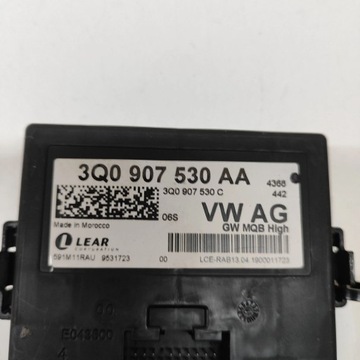 3Q0 907 530 AA
4368
3Q0 907 530 C
442
06S
VW AG
GW MQB High
Made in Morocco
LEAR
CORPORATION
591M11RAU 9531723
00
LCE-RAB13.04.1900011723